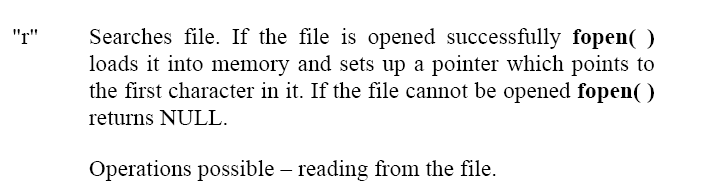 "r" Searches file. If the file is opened successfully fopen( )
loads it into memory and sets up a pointer which points to
the first character in it. If the file cannot be opened fopen( )
returns NULL.
Operations possible – reading from the file.